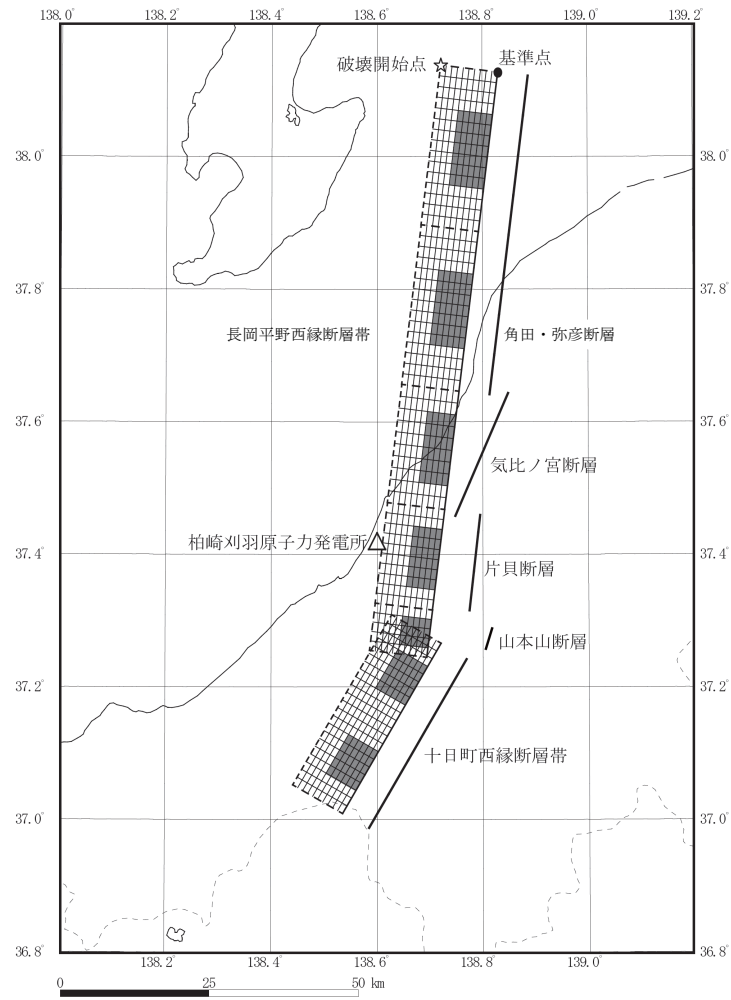 138.0° 138.2° 138.4° 138.6° 138.8° 139.0° 139.2°
破壊開始点
基準点
38.0° 38.0°
37.8° 37.8°
長岡平野西縁断層帯
角田・弥彦断層
37.6° 37.6°
気比ノ宮断層
柏崎刈羽原子力発電所
37.4° 37.4°
片貝断層
山本山断層
37.2° 37.2°
十日町西縁断層帯
37.0° 37.0°
36.8° 36.8°
138.2° 138.4° 138.6° 138.8° 139.0°
0 25 50 km